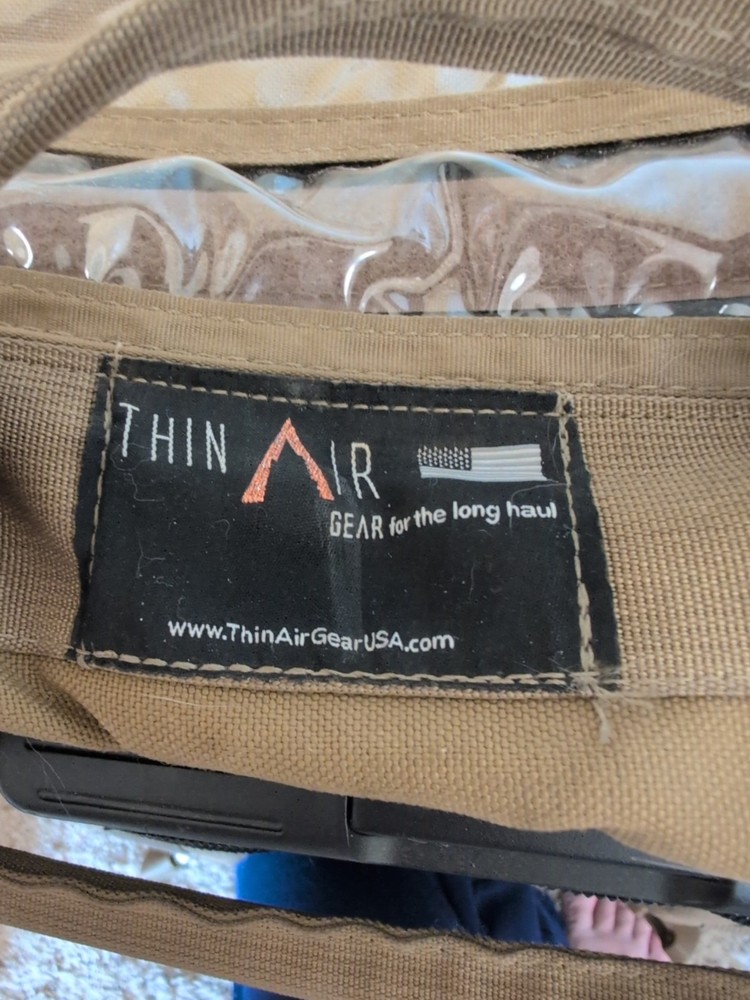 THIN AIR
GEAR for the long haul
www.ThinAirGearUSA.com